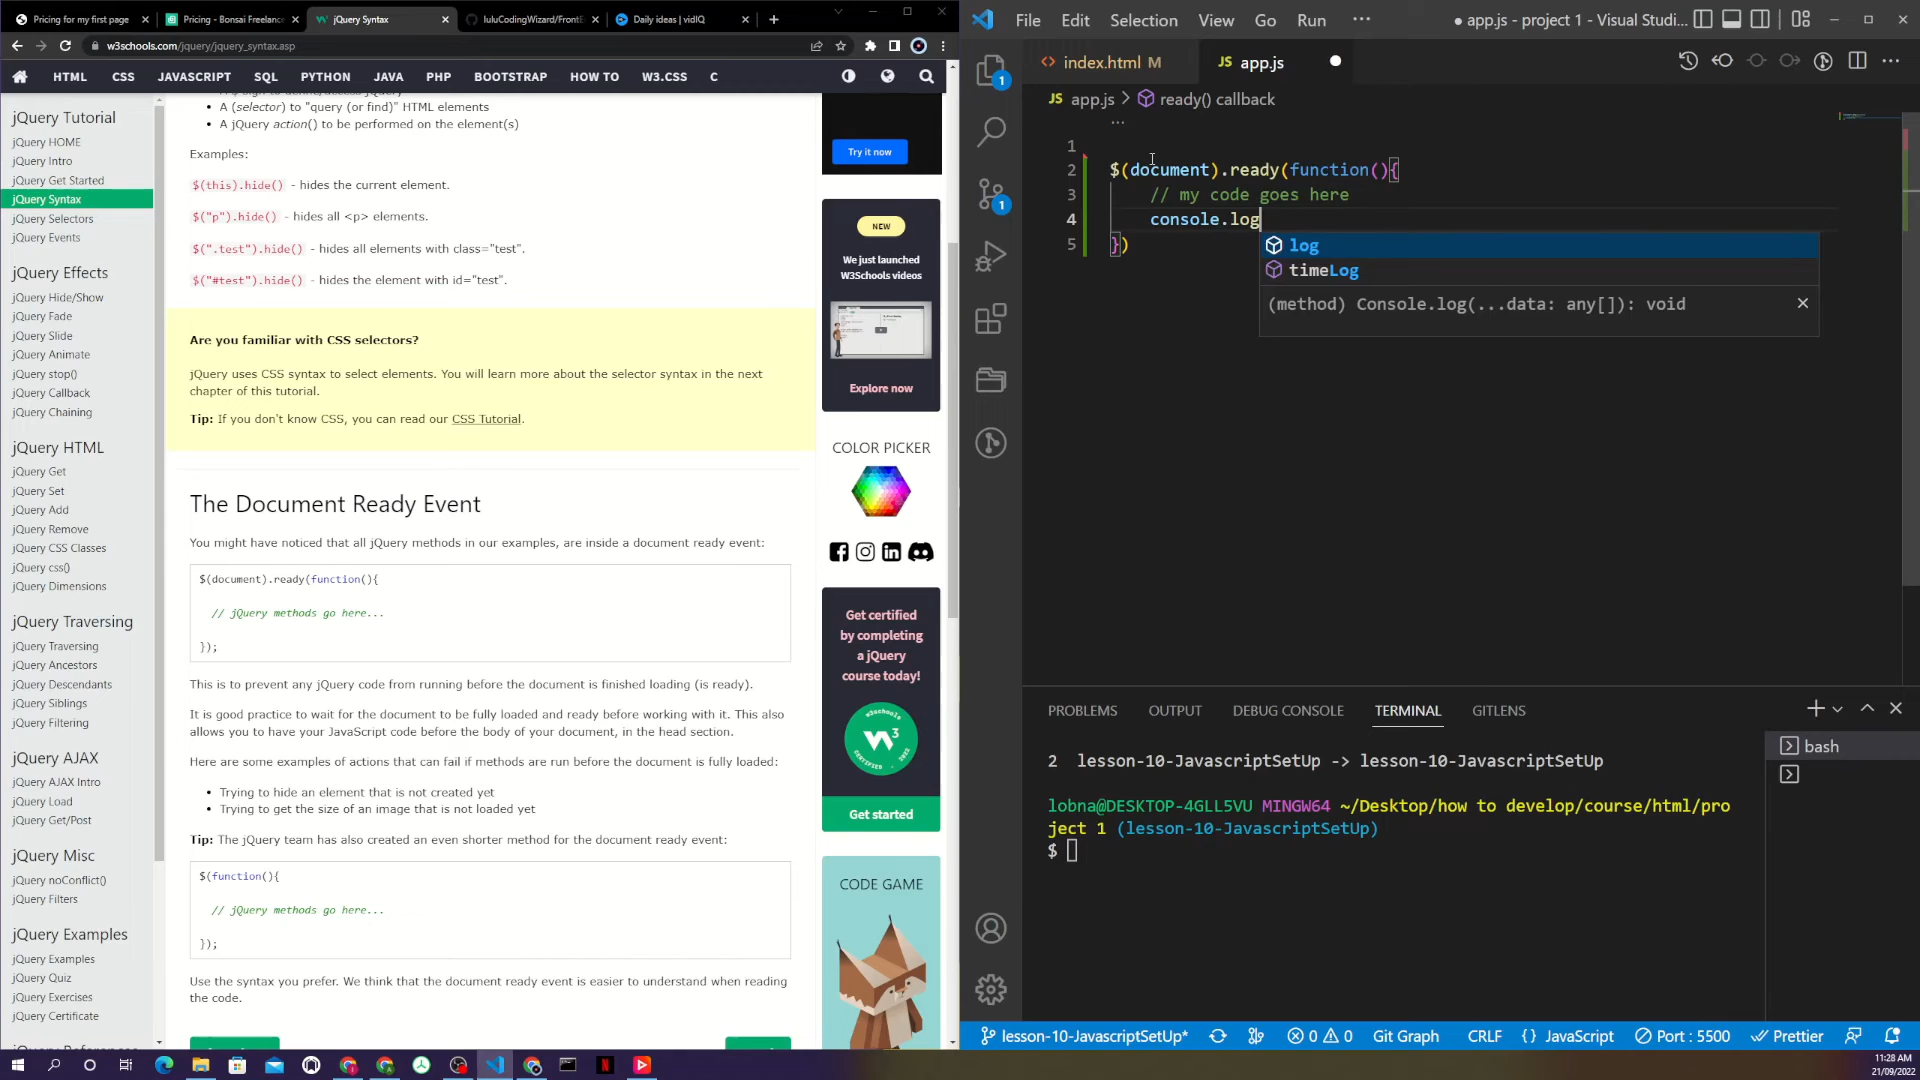 Pricing for my first page
Pricing - Bonsai Freelanc
jQuery Syntax
luluCodingWizard/FrontE
Daily ideas | vidIQ
w3schools.com/jquery/jquery_syntax.asp
HTML CSS JAVASCRIPT SQL PYTHON JAVA PHP BOOTSTRAP HOW TO W3.CSS C
jQuery Tutorial
jQuery HOME
jQuery Intro
jQuery Get Started
jQuery Syntax
jQuery Selectors
jQuery Events
jQuery Effects
jQuery Hide/Show
jQuery Fade
jQuery Slide
jQuery Animate
jQuery stop()
jQuery Callback
jQuery Chaining
jQuery HTML
jQuery Get
jQuery Set
jQuery Add
jQuery Remove
jQuery CSS Classes
jQuery css()
jQuery Dimensions
jQuery Traversing
jQuery Traversing
jQuery Ancestors
jQuery Descendants
jQuery Siblings
jQuery Filtering
jQuery AJAX
jQuery AJAX Intro
jQuery Load
jQuery Get/Post
jQuery Misc
jQuery noConflict()
jQuery Filters
jQuery Examples
jQuery Examples
jQuery Quiz
jQuery Exercises
jQuery Certificate
A (selector) to "query (or find)" HTML elements
A jQuery action() to be performed on the element(s)
Examples:
$(this).hide() - hides the current element.
$("p").hide() - hides all <p> elements.
$(".test").hide() - hides all elements with class="test".
$("#test").hide() - hides the element with id="test".
Are you familiar with CSS selectors?
jQuery uses CSS syntax to select elements. You will learn more about the selector syntax in the next
chapter of this tutorial.
Tip: If you don't know CSS, you can read our CSS Tutorial.
The Document Ready Event
You might have noticed that all jQuery methods in our examples, are inside a document ready event:
$(document).ready(function(){
// jQuery methods go here...
});
This is to prevent any jQuery code from running before the document is finished loading (is ready).
It is good practice to wait for the document to be fully loaded and ready before working with it. This also
allows you to have your JavaScript code before the body of your document, in the head section.
Here are some examples of actions that can fail if methods are run before the document is fully loaded:
Trying to hide an element that is not created yet
Trying to get the size of an image that is not loaded yet
Tip: The jQuery team has also created an even shorter method for the document ready event:
$(function(){
// jQuery methods go here...
});
Use the syntax you prefer. We think that the document ready event is easier to understand when reading
the code.
Try it now
NEW
We just launched
W3Schools videos
Explore now
COLOR PICKER
Get certified
by completing
a jQuery
course today!
w3schools
CERTIFIED
Get started
CODE GAME
File Edit Selection View Go Run ···
● app.js - project 1 - Visual Studi...
index.html M
JS app.js
JS app.js > ready() callback
...
1
2 $(document).ready(function(){
3 // my code goes here
4 console.log
5 })
log
timeLog
(method) Console.log(...data: any[]): void
1
1
PROBLEMS OUTPUT DEBUG CONSOLE TERMINAL GITLENS
bash
2 lesson-10-JavascriptSetUp -> lesson-10-JavascriptSetUp
lobna@DESKTOP-4GLL5VU MINGW64 ~/Desktop/how to develop/course/html/pro
ject 1 (lesson-10-JavascriptSetUp)
$
lesson-10-JavascriptSetUp* 0 0 Git Graph CRLF {} JavaScript Port : 5500 Prettier
11:28 AM
21/09/2022